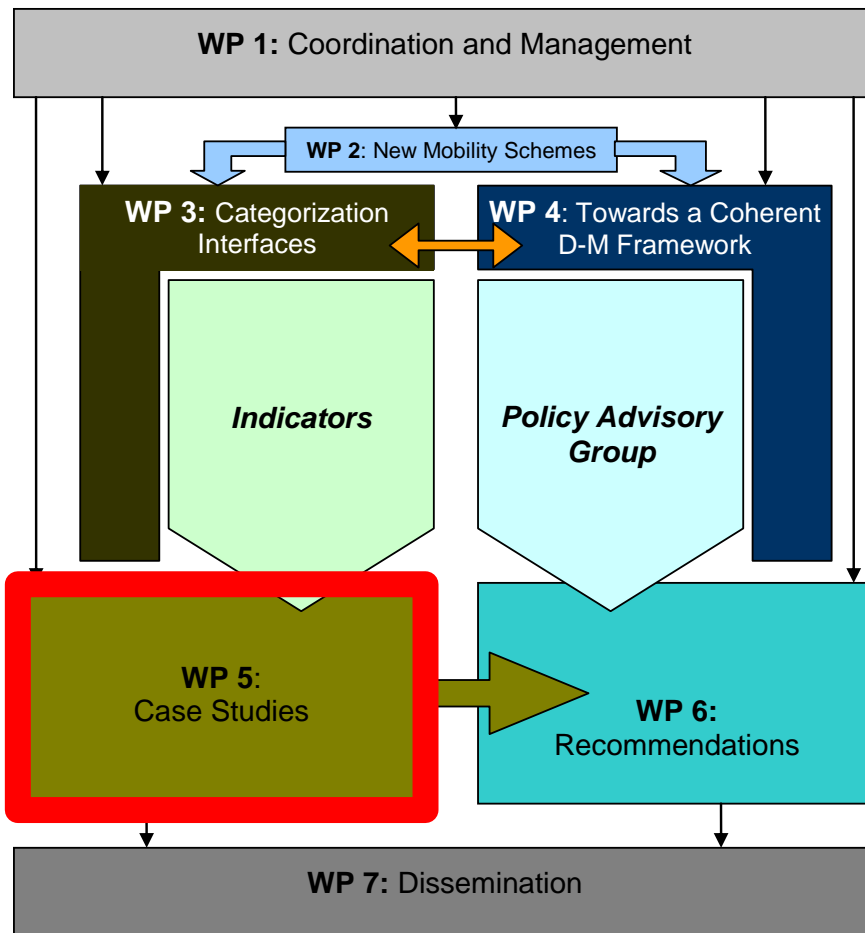 WP 1: Coordination and Management
WP 2: New Mobility Schemes
WP 3: Categorization
Interfaces
WP 4: Towards a Coherent
D-M Framework
Indicators
Policy Advisory
Group
WP 5:
Case Studies
WP 6:
Recommendations
WP 7: Dissemination